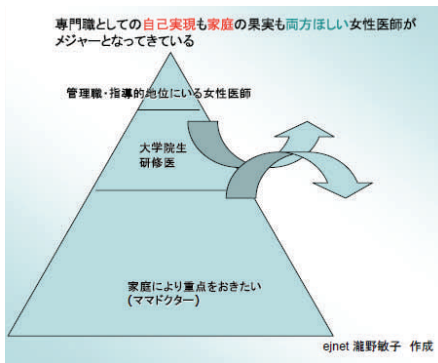 専門職としての自己実現も家庭の果実も両方ほしい女性医師が
メジャーとなってきている
管理職・指導的地位にいる女性医師
大学院生
研修医
家庭により重点をおきたい
(ママドクター)
ejnet 瀧野敏子 作成